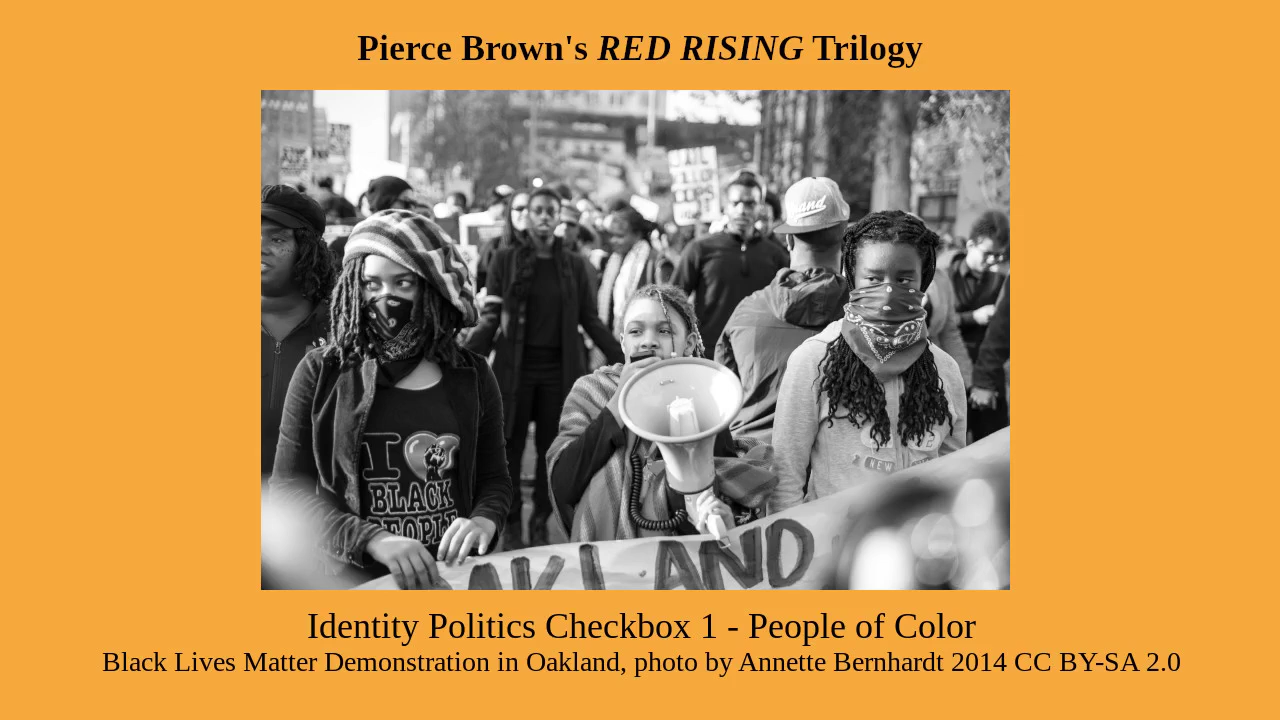 Pierce Brown's RED RISING Trilogy
I
BLACK
PEOPLE
OAKLAND
Identity Politics Checkbox 1 - People of Color
Black Lives Matter Demonstration in Oakland, photo by Annette Bernhardt 2014 CC BY-SA 2.0